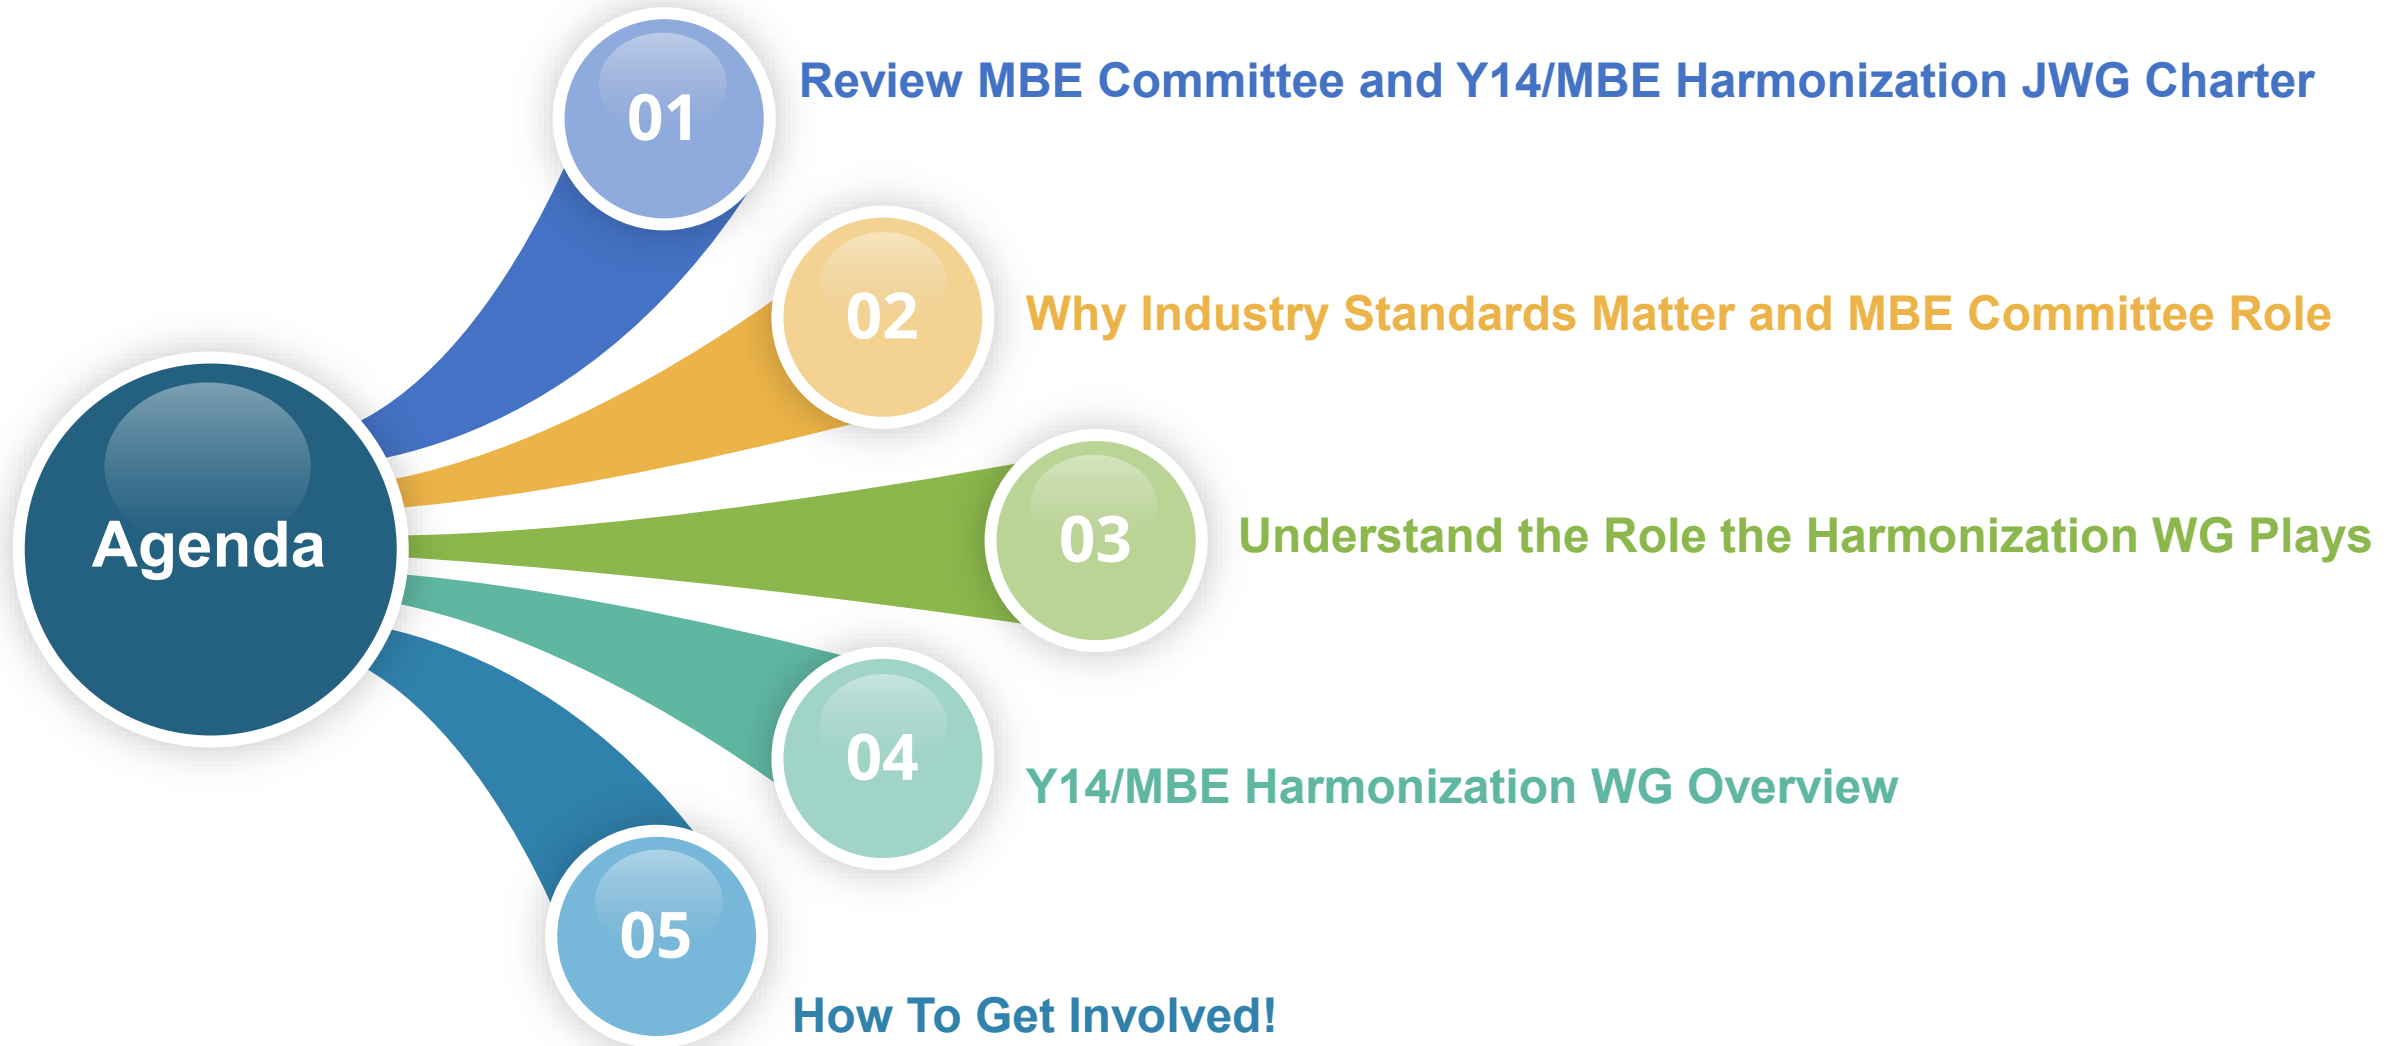 Agenda
01
Review MBE Committee and Y14/MBE Harmonization JWG Charter
02
Why Industry Standards Matter and MBE Committee Role
03
Understand the Role the Harmonization WG Plays
04
Y14/MBE Harmonization WG Overview
05
How To Get Involved!